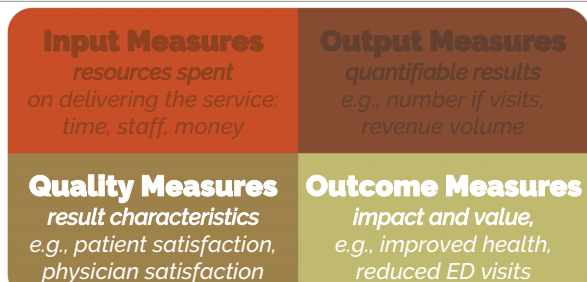 Input Measures
resources spent
on delivering the service:
time, staff, money
Output Measures
quantifiable results
e.g., number if visits,
revenue volume
Quality Measures
result characteristics
e.g., patient satisfaction,
physician satisfaction
Outcome Measures
impact and value,
e.g., improved health,
reduced ED visits